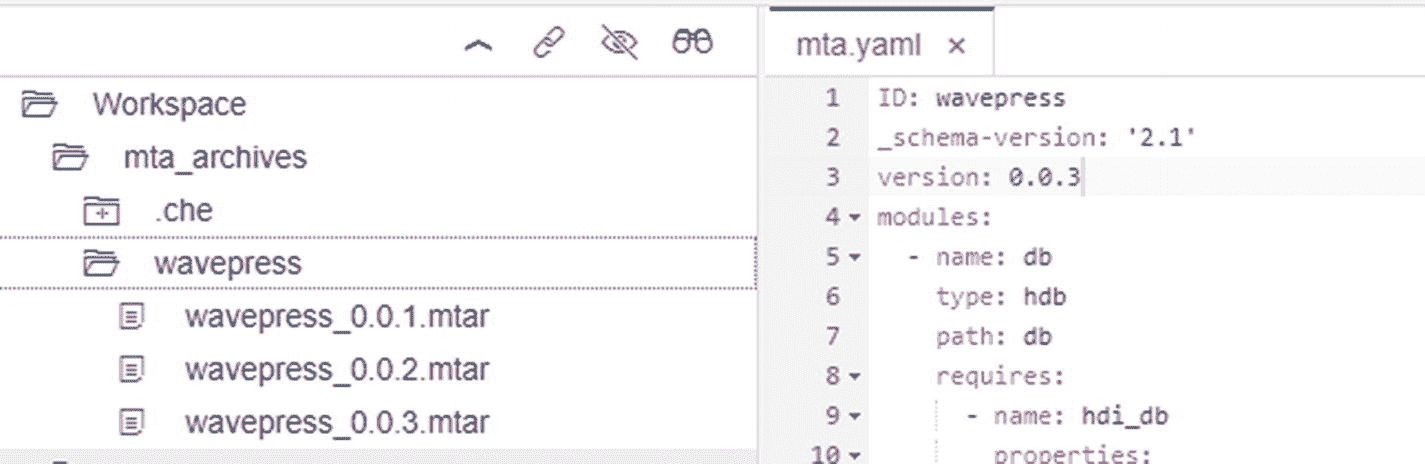 Workspace
mta_archives
.che
wavepress
wavepress_0.0.1.mtar
wavepress_0.0.2.mtar
wavepress_0.0.3.mtar
mta.yaml ×
1 ID: wavepress
2 _schema-version: '2.1'
3 version: 0.0.3
4 modules:
5 - name: db
6 type: hdb
7 path: db
8 requires:
9 - name: hdi_db
10 properties: